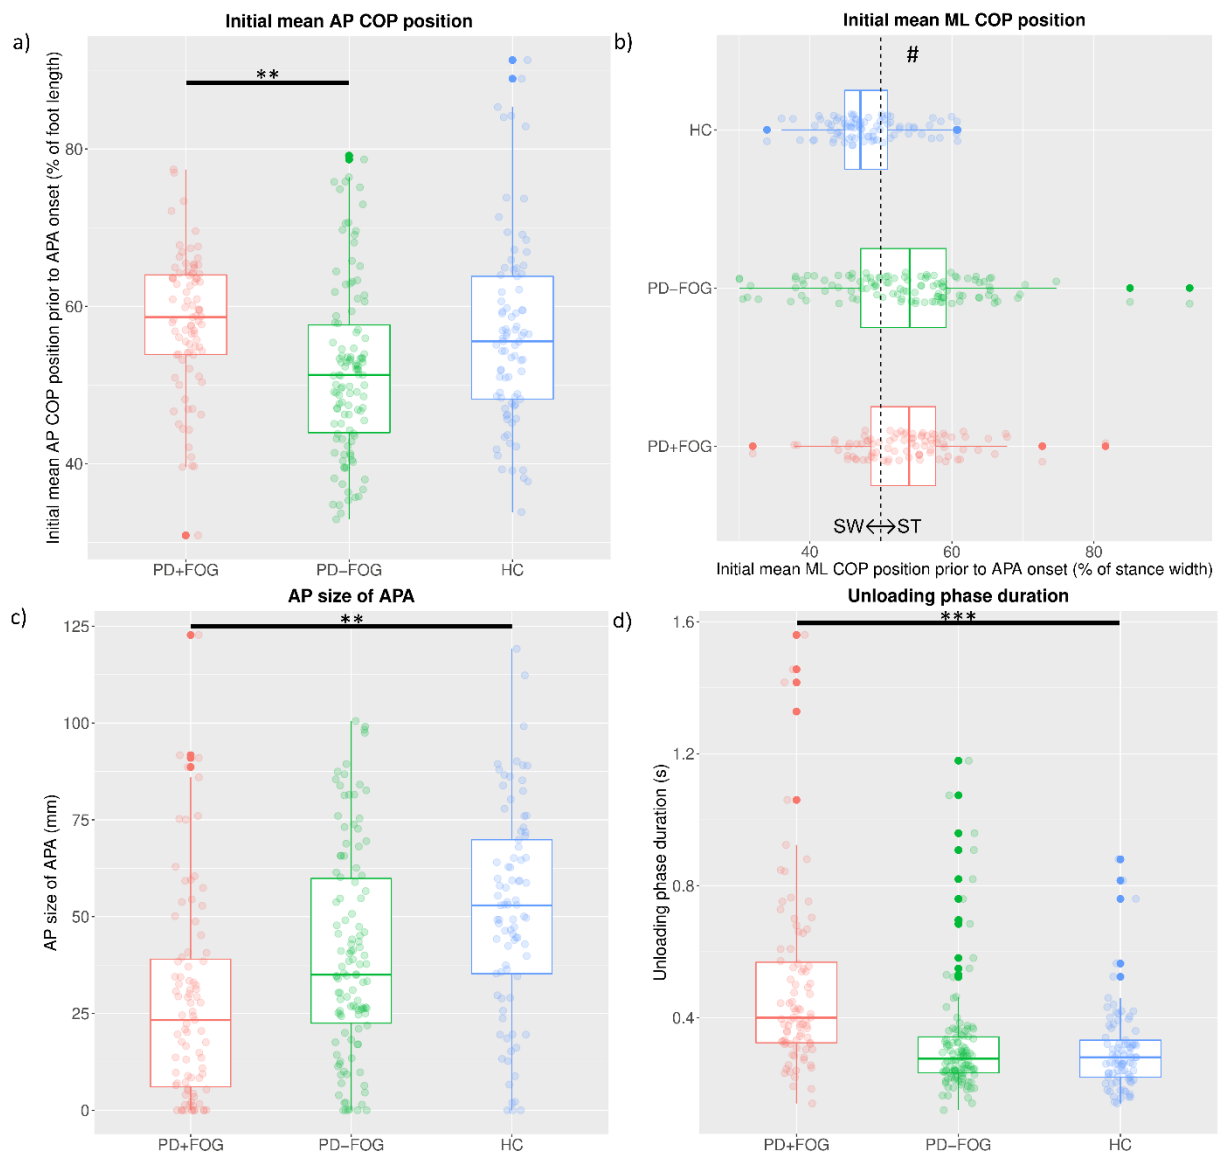 a)
Initial mean AP COP position
Initial mean AP COP position prior to APA onset (% of foot length)
80
60
40
**
PD+FOG
PD−FOG
HC
b)
Initial mean ML COP position
#
HC
PD−FOG
PD+FOG
SW
ST
40
60
80
Initial mean ML COP position prior to APA onset (% of stance width)
c)
AP size of APA
AP size of APA (mm)
125
100
75
50
25
0
**
PD+FOG
PD−FOG
HC
d)
Unloading phase duration
Unloading phase duration (s)
1.6
1.2
0.8
0.4
***
PD+FOG
PD−FOG
HC